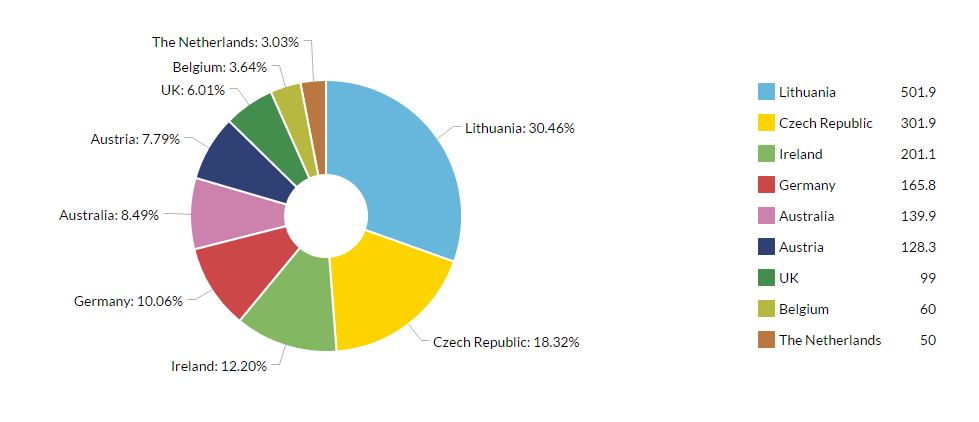 The Netherlands: 3.03%
Belgium: 3.64%
UK: 6.01%
Austria: 7.79%
Australia: 8.49%
Germany: 10.06%
Ireland: 12.20%
Lithuania: 30.46%
Czech Republic: 18.32%
Lithuania 501.9
Czech Republic 301.9
Ireland 201.1
Germany 165.8
Australia 139.9
Austria 128.3
UK 99
Belgium 60
The Netherlands 50